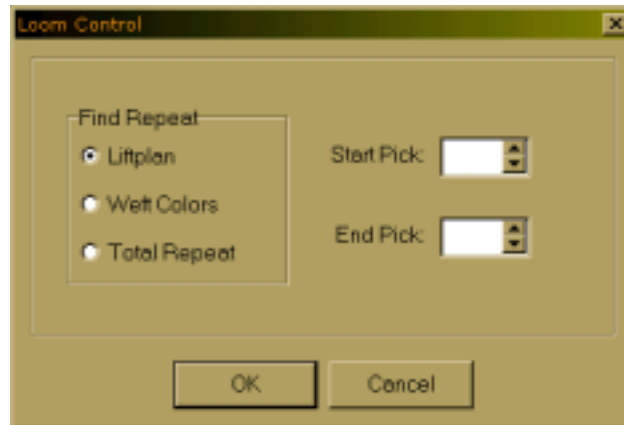 Loom Control
Find Repeat
Liftplan
Weft Colors
Total Repeat
Start Pick:
End Pick:
OK
Cancel